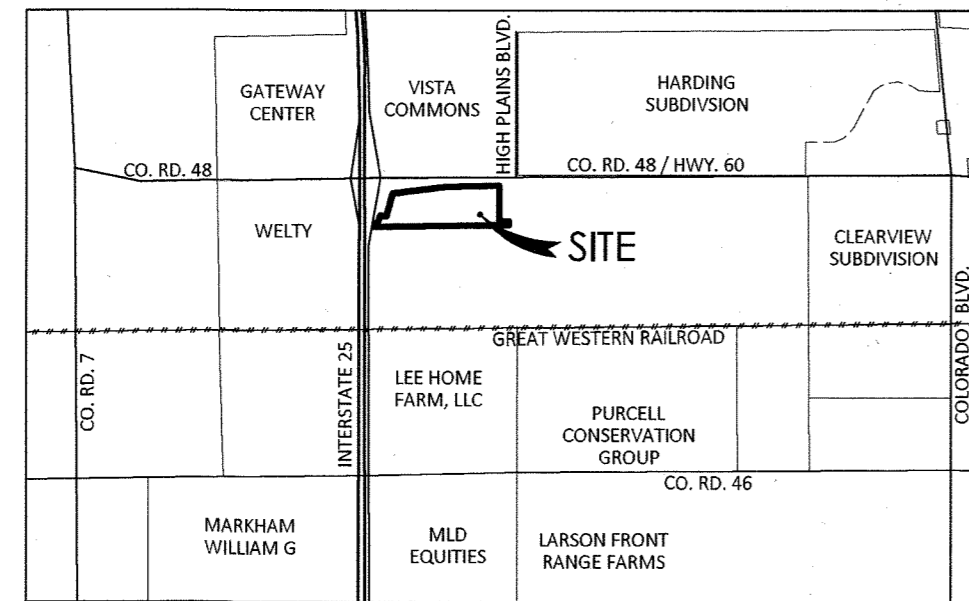 GATEWAY
CENTER
VISTA
COMMONS
HIGH PLAINS BLVD.
HARDING
SUBDIVSION
CO. RD. 48
CO. RD. 48 / HWY. 60
WELTY
SITE
CLEARVIEW
SUBDIVISION
COLORADO BLVD.
GREAT WESTERN RAILROAD
CO. RD. 7
INTERSTATE 25
LEE HOME
FARM, LLC
PURCELL
CONSERVATION
GROUP
CO. RD. 46
MARKHAM
WILLIAM G
MLD
EQUITIES
LARSON FRONT
RANGE FARMS